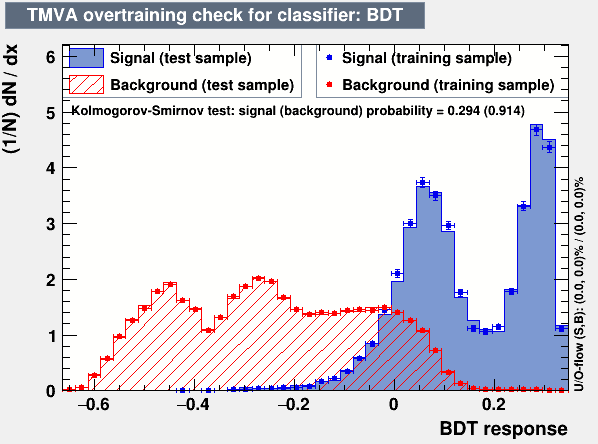 TMVA overtraining check for classifier: BDT
(1/N) dN / dx
Signal (test sample)
Background (test sample)
Signal (training sample)
Background (training sample)
Kolmogorov-Smirnov test: signal (background) probability = 0.294 (0.914)
6
5
4
3
2
1
0
−0.6 −0.4 −0.2 0 0.2
BDT response
U/O-flow (S,B): (0.0, 0.0)% / (0.0, 0.0)%